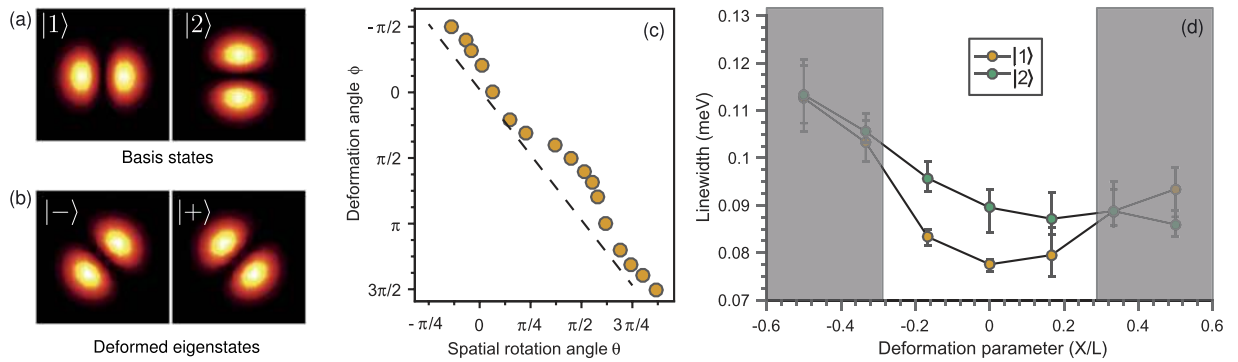 (a)
|1⟩
|2⟩
Basis states
(b)
|−⟩
|+⟩
Deformed eigenstates
(c)
Deformation angle ϕ
-π/2
0
π/2
π
3π/2
-π/4
0
π/4
π/2
3π/4
Spatial rotation angle θ
(d)
|1⟩
|2⟩
Linewidth (meV)
0.13
0.12
0.11
0.1
0.09
0.08
0.07
-0.6
-0.4
-0.2
0
0.2
0.4
0.6
Deformation parameter (X/L)